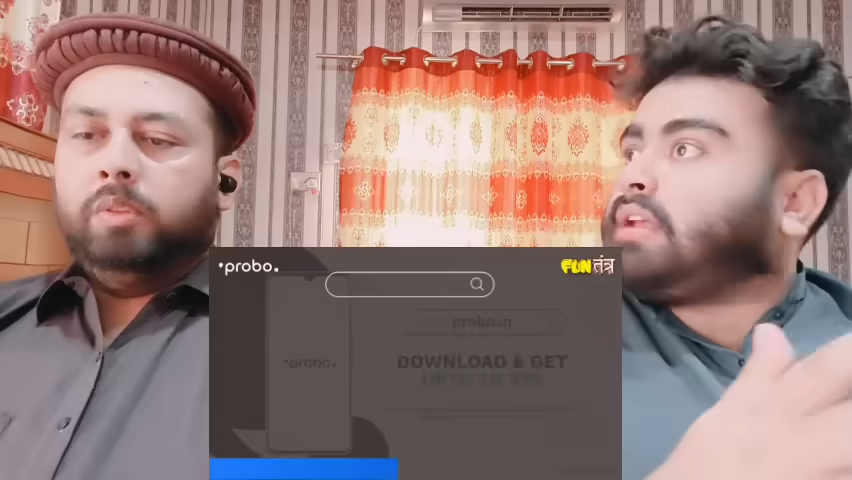 •probo.
FUNतंत्र
probo.in
•probo.
DOWNLOAD & GET